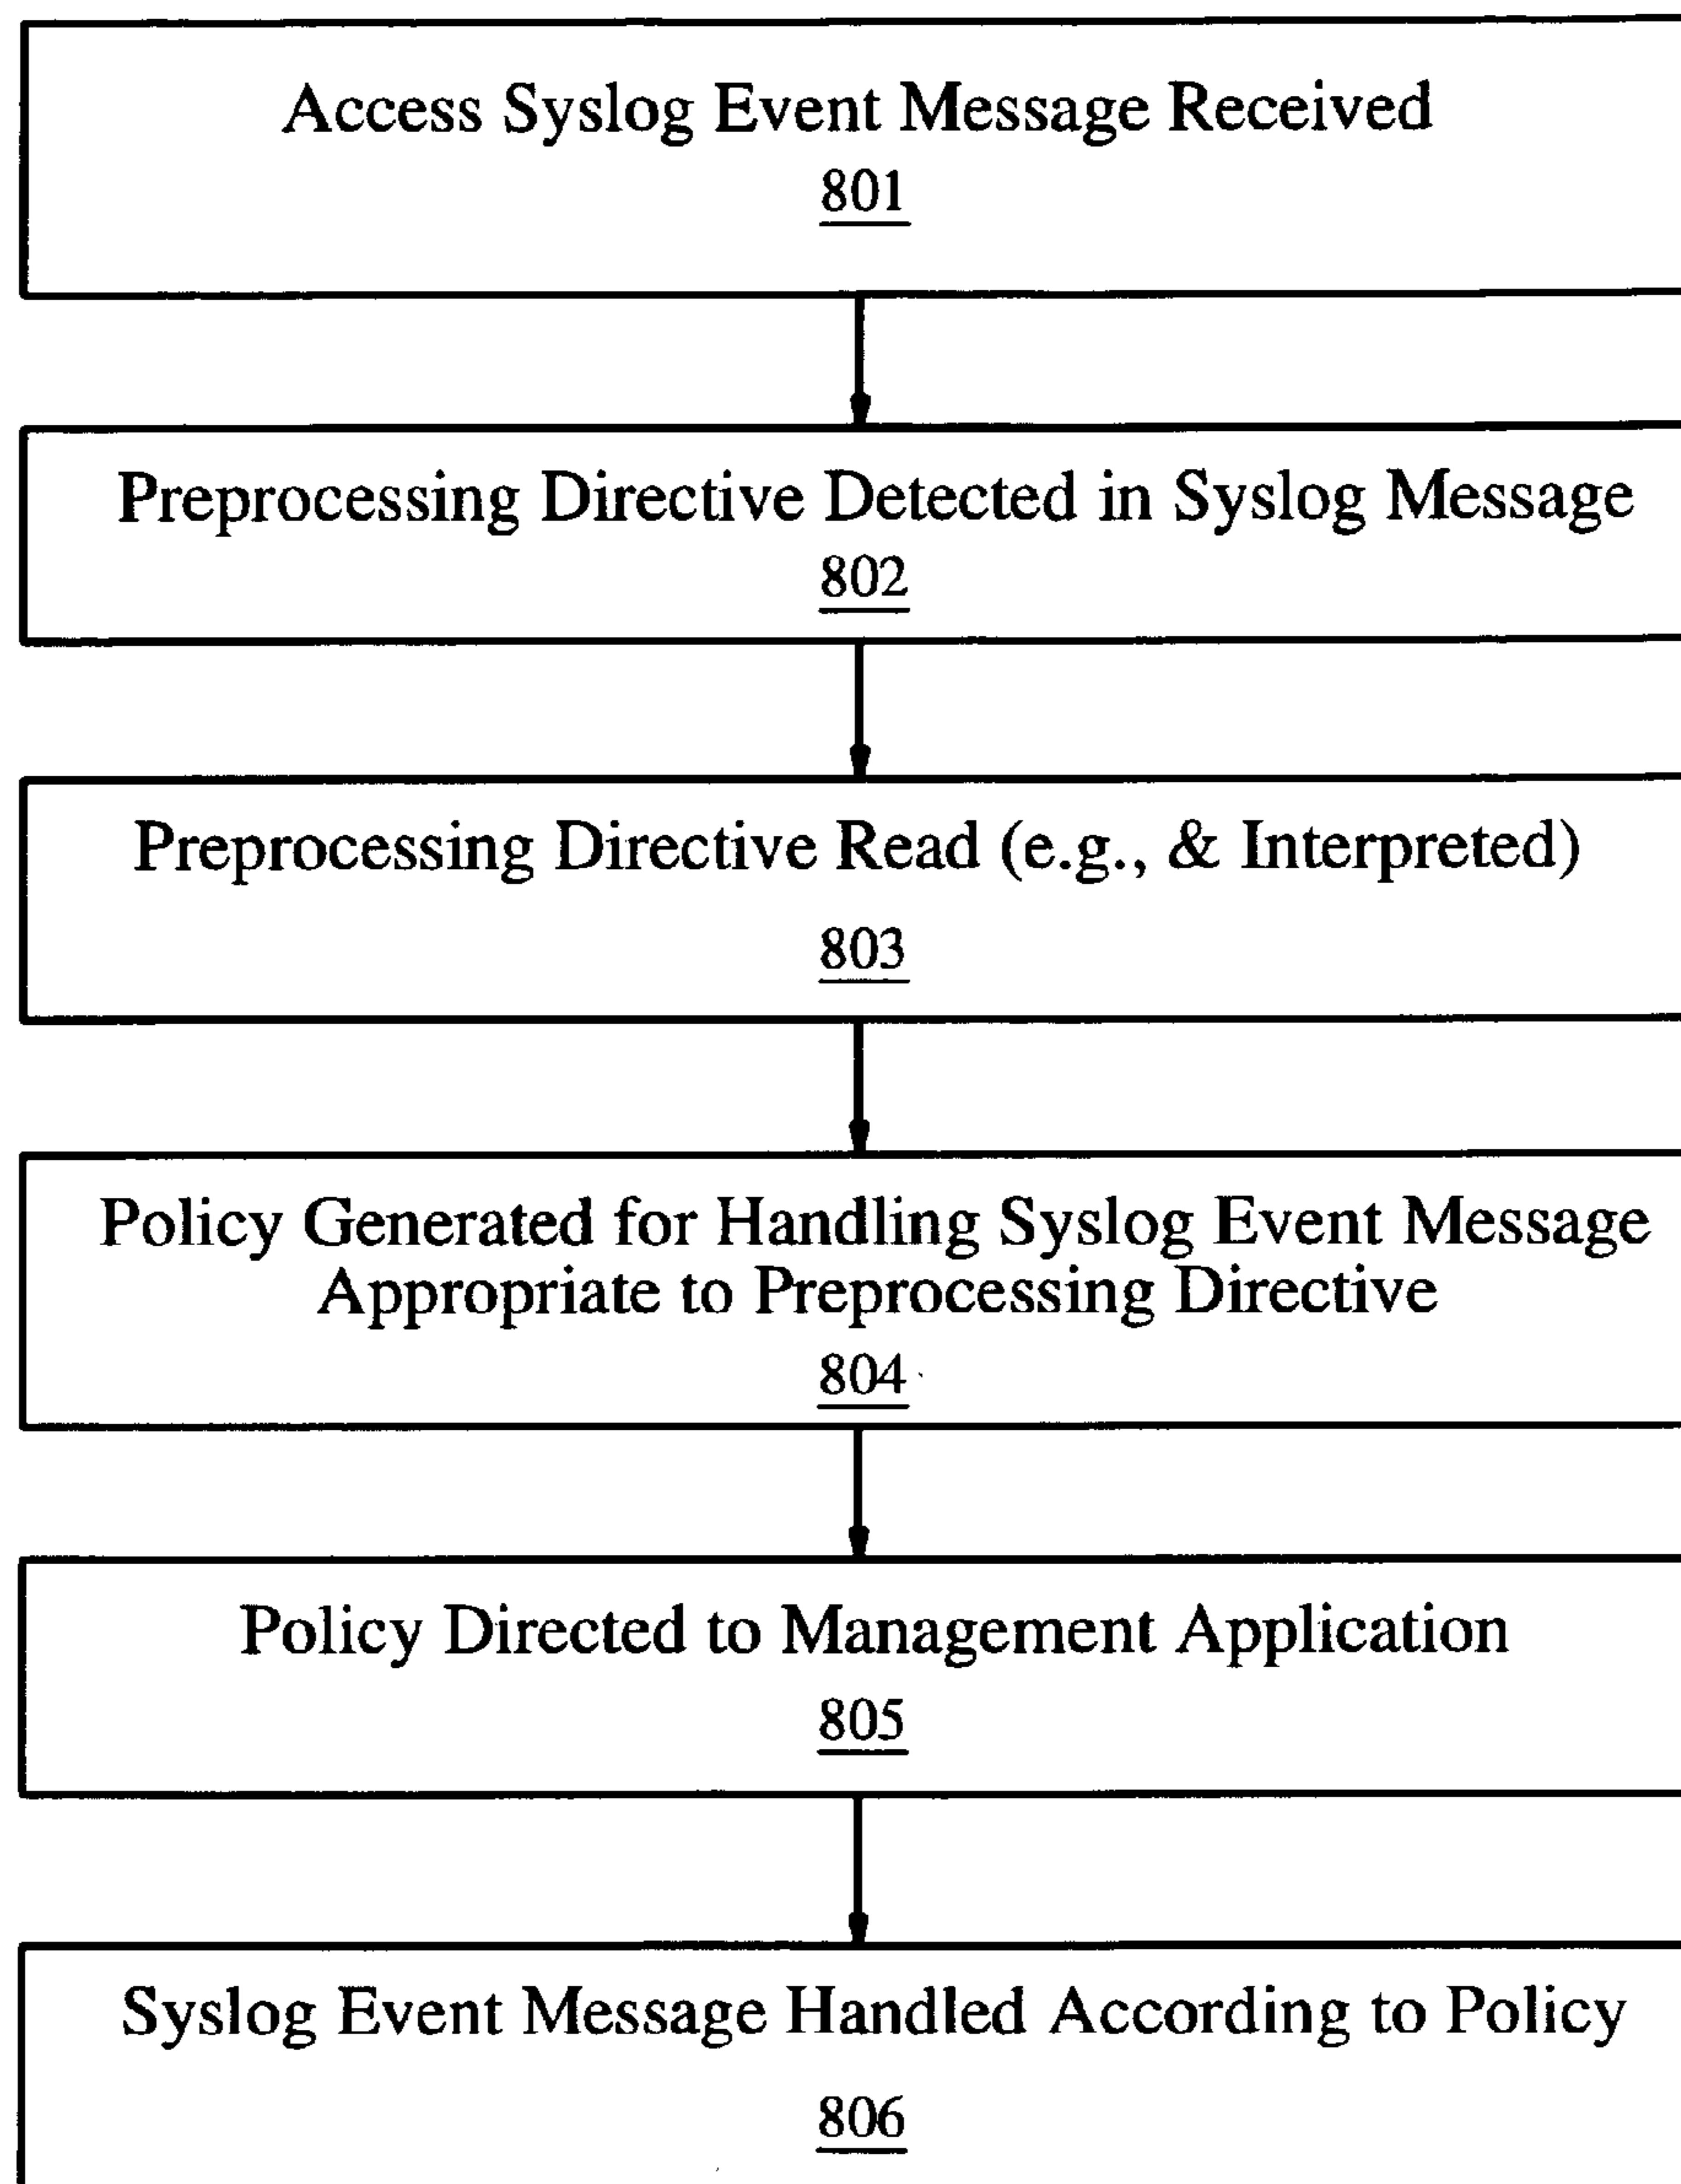 Access Syslog Event Message Received
801
Preprocessing Directive Detected in Syslog Message
802
Preprocessing Directive Read (e.g., & Interpreted)
803
Policy Generated for Handling Syslog Event Message
Appropriate to Preprocessing Directive
804
Policy Directed to Management Application
805
Syslog Event Message Handled According to Policy
806